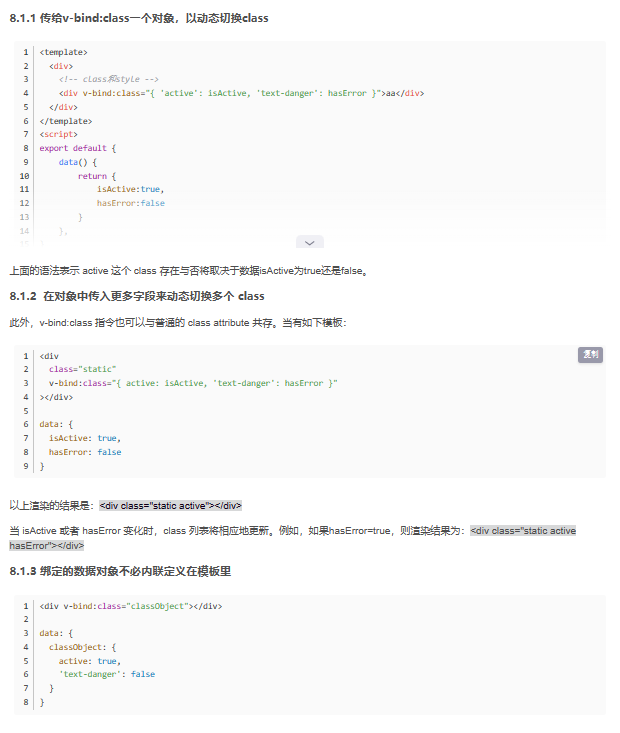 8.1.1 传给v-bind:class一个对象，以动态切换class
1 <template>
2 <div>
3 <!-- class和style -->
4 <div v-bind:class="{ 'active': isActive, 'text-danger': hasError }">aa</div>
5 </div>
6 </template>
7 <script>
8 export default {
9 data() {
10 return {
11 isActive:true,
12 hasError:false
13 }
14 },
上面的语法表示 active 这个 class 存在与否将取决于数据isActive为true还是false。
8.1.2 在对象中传入更多字段来动态切换多个 class
此外，v-bind:class 指令也可以与普通的 class attribute 共存。当有如下模板：
复制
1 <div
2 class="static"
3 v-bind:class="{ active: isActive, 'text-danger': hasError }"
4 ></div>
5
6 data: {
7 isActive: true,
8 hasError: false
9 }
以上渲染的结果是：<div class="static active"></div>
当 isActive 或者 hasError 变化时，class 列表将相应地更新。例如，如果hasError=true，则渲染结果为：<div class="static active
hasError"></div>
8.1.3 绑定的数据对象不必内联定义在模板里
1 <div v-bind:class="classObject"></div>
2
3 data: {
4 classObject: {
5 active: true,
6 'text-danger': false
7 }
8 }